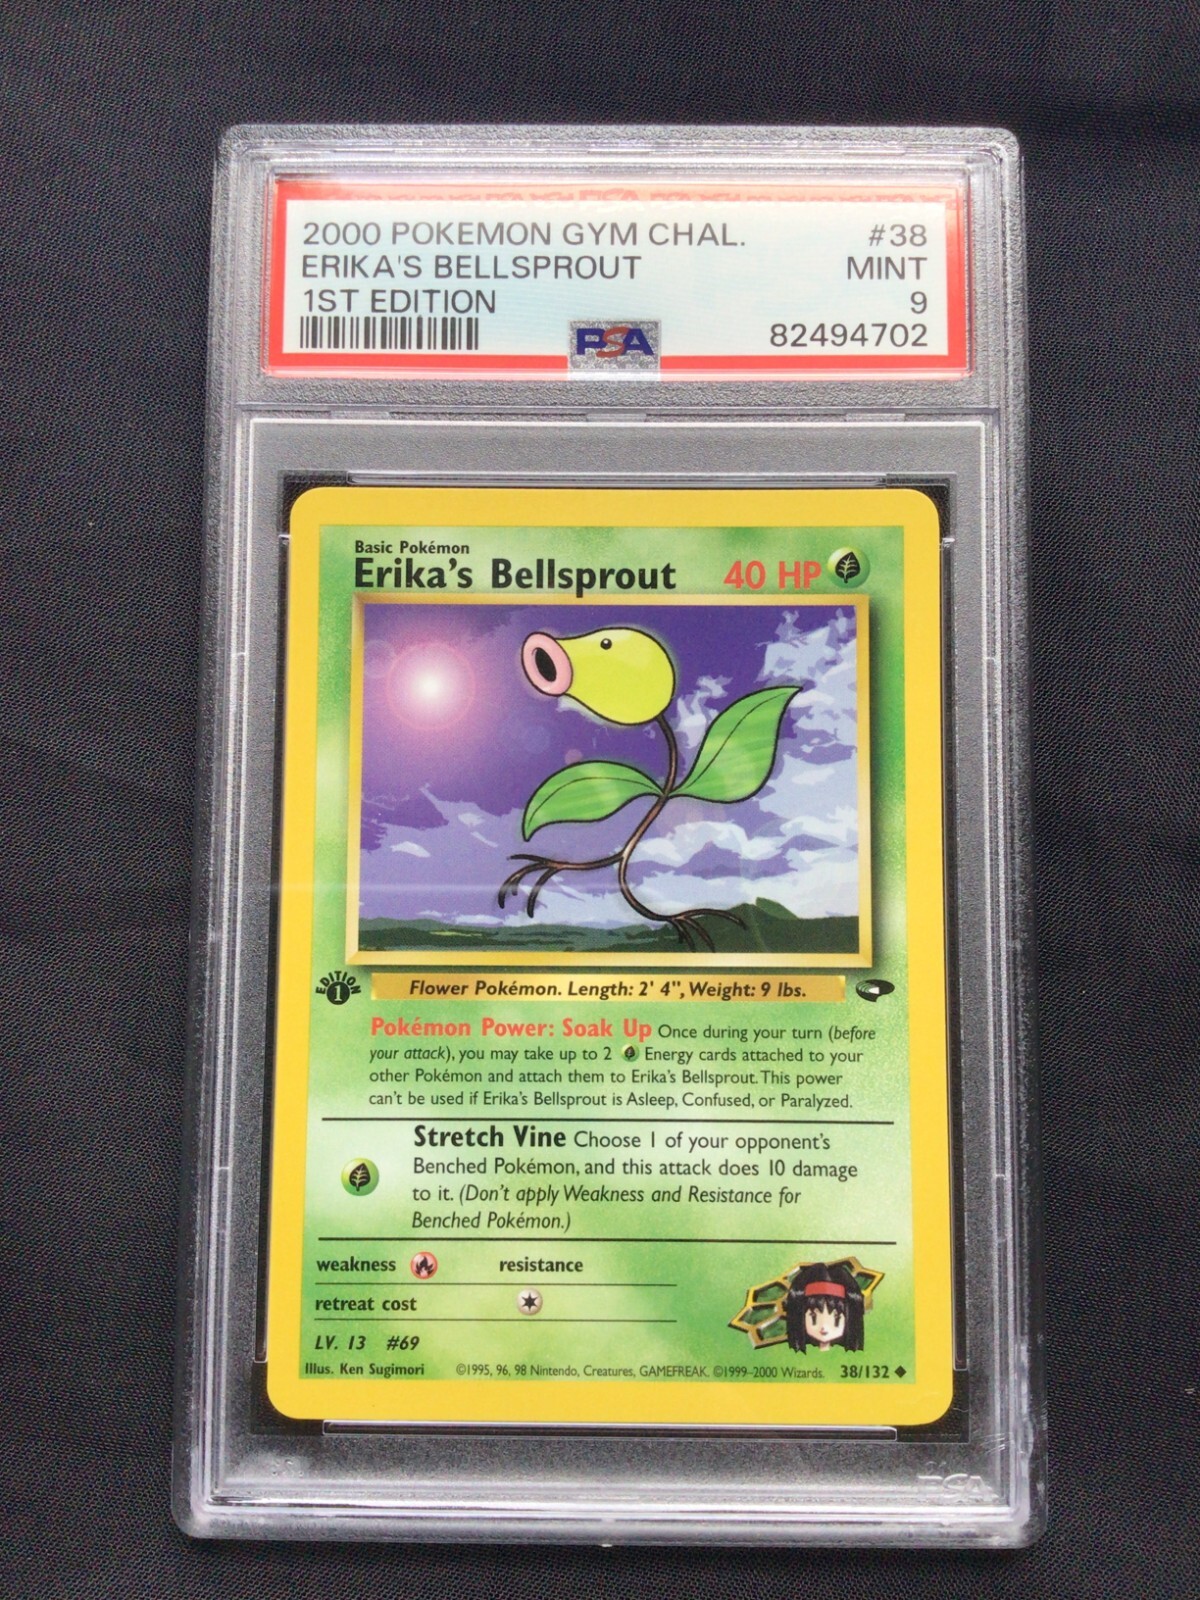 2000 POKEMON GYM CHAL. #38
ERIKA'S BELLSPROUT MINT
1ST EDITION 9
PSA 82494702
Basic Pokémon
Erika's Bellsprout 40 HP
EDITION 1
Flower Pokémon. Length: 2' 4", Weight: 9 lbs.
Pokémon Power: Soak Up Once during your turn (before
your attack), you may take up to 2 Energy cards attached to your
other Pokémon and attach them to Erika's Bellsprout. This power
can't be used if Erika's Bellsprout is Asleep, Confused, or Paralyzed.
Stretch Vine Choose 1 of your opponent's
Benched Pokémon, and this attack does 10 damage
to it. (Don't apply Weakness and Resistance for
Benched Pokémon.)
weakness resistance
retreat cost
LV. 13 #69
Illus. Ken Sugimori ©1995, 96, 98 Nintendo, Creatures, GAMEFREAK. ©1999-2000 Wizards. 38/132
PSA